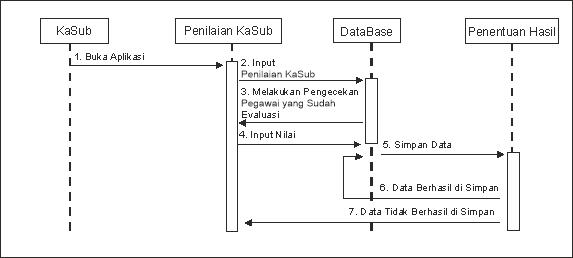 KaSub
Penilaian KaSub
DataBase
Penentuan Hasil
1. Buka Aplikasi
2. Input
Penilaian KaSub
3. Melakukan Pengecekan
Pegawai yang Sudah
Evaluasi
4. Input Nilai
5. Simpan Data
6. Data Berhasil di Simpan
7. Data Tidak Berhasil di Simpan